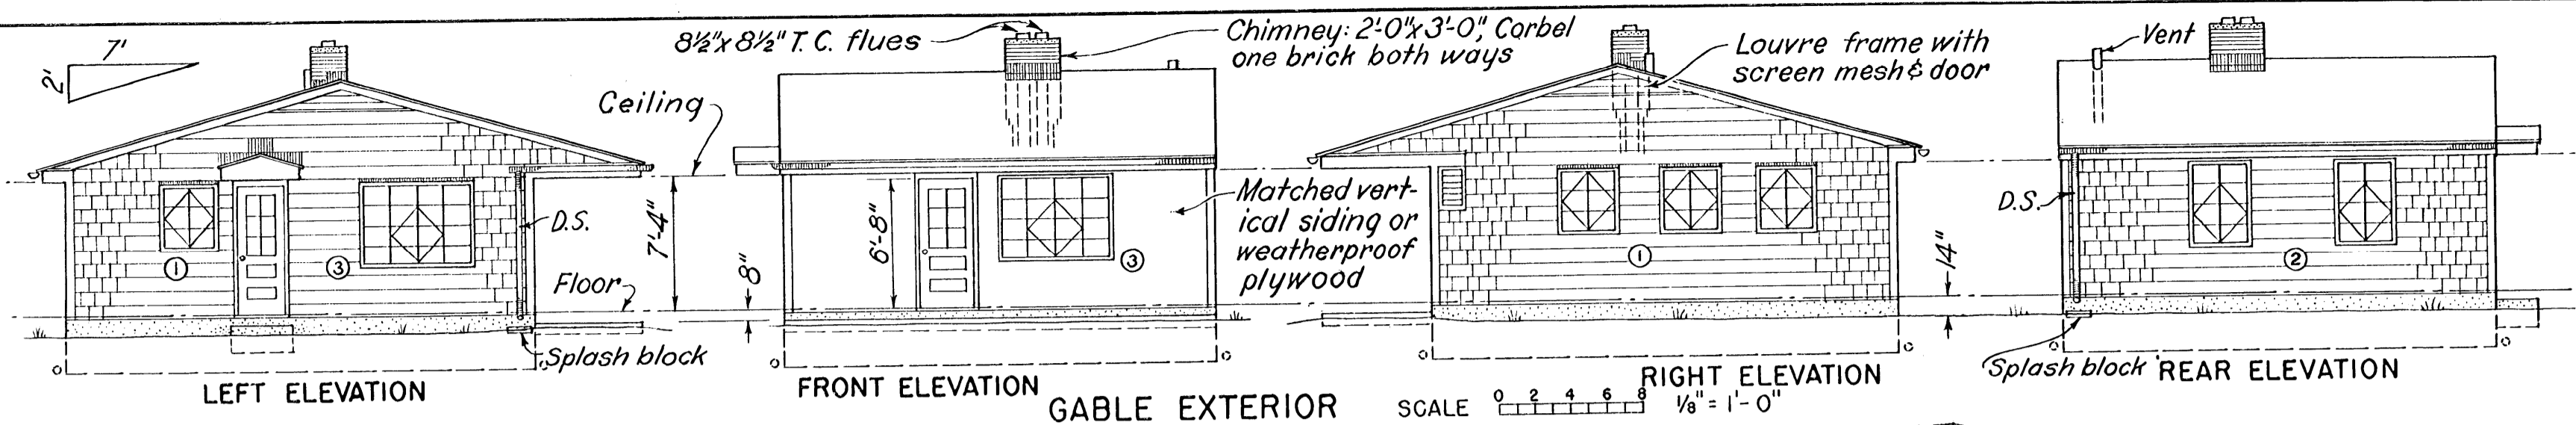 7'
2'
8½"x8½" T. C. flues
Chimney: 2'-0"x3'-0", Corbel
one brick both ways
Louvre frame with
screen mesh & door
Vent
Ceiling
D.S.
Floor
7'-4"
8"
6'-8"
Matched vert-
ical siding or
weatherproof
plywood
D.S.
14"
1
3
3
1
2
Splash block
Splash block
LEFT ELEVATION
FRONT ELEVATION
RIGHT ELEVATION
REAR ELEVATION
GABLE EXTERIOR
SCALE 0 2 4 6 8 ⅛" = 1'-0"